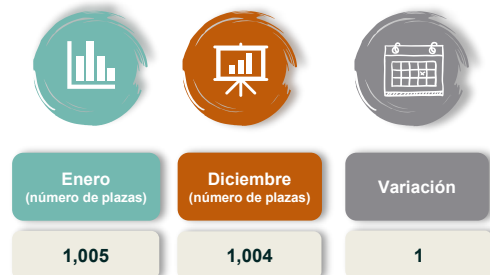 Enero
(número de plazas)
Diciembre
(número de plazas)
Variación
1,005
1,004
1